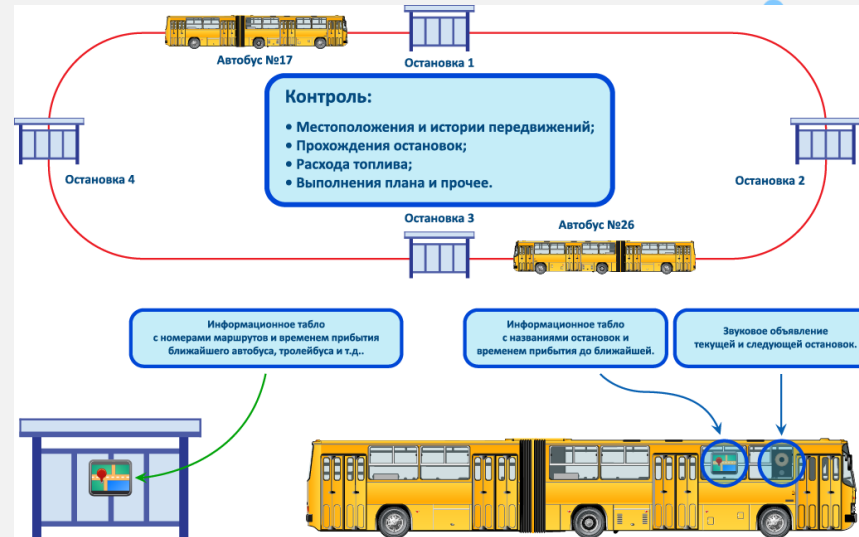 Автобус №17
Остановка 1
Контроль:
• Местоположения и истории передвижений;
• Прохождения остановок;
• Расхода топлива;
• Выполнения плана и прочее.
Остановка 4
Остановка 2
Остановка 3
Автобус №26
Информационное табло
с номерами маршрутов и временем прибытия
ближайшего автобуса, тролейбуса и т.д..
Информационное табло
с названиями остановок и
временем прибытия до ближайшей.
Звуковое объявление
текущей и следующей остановок.